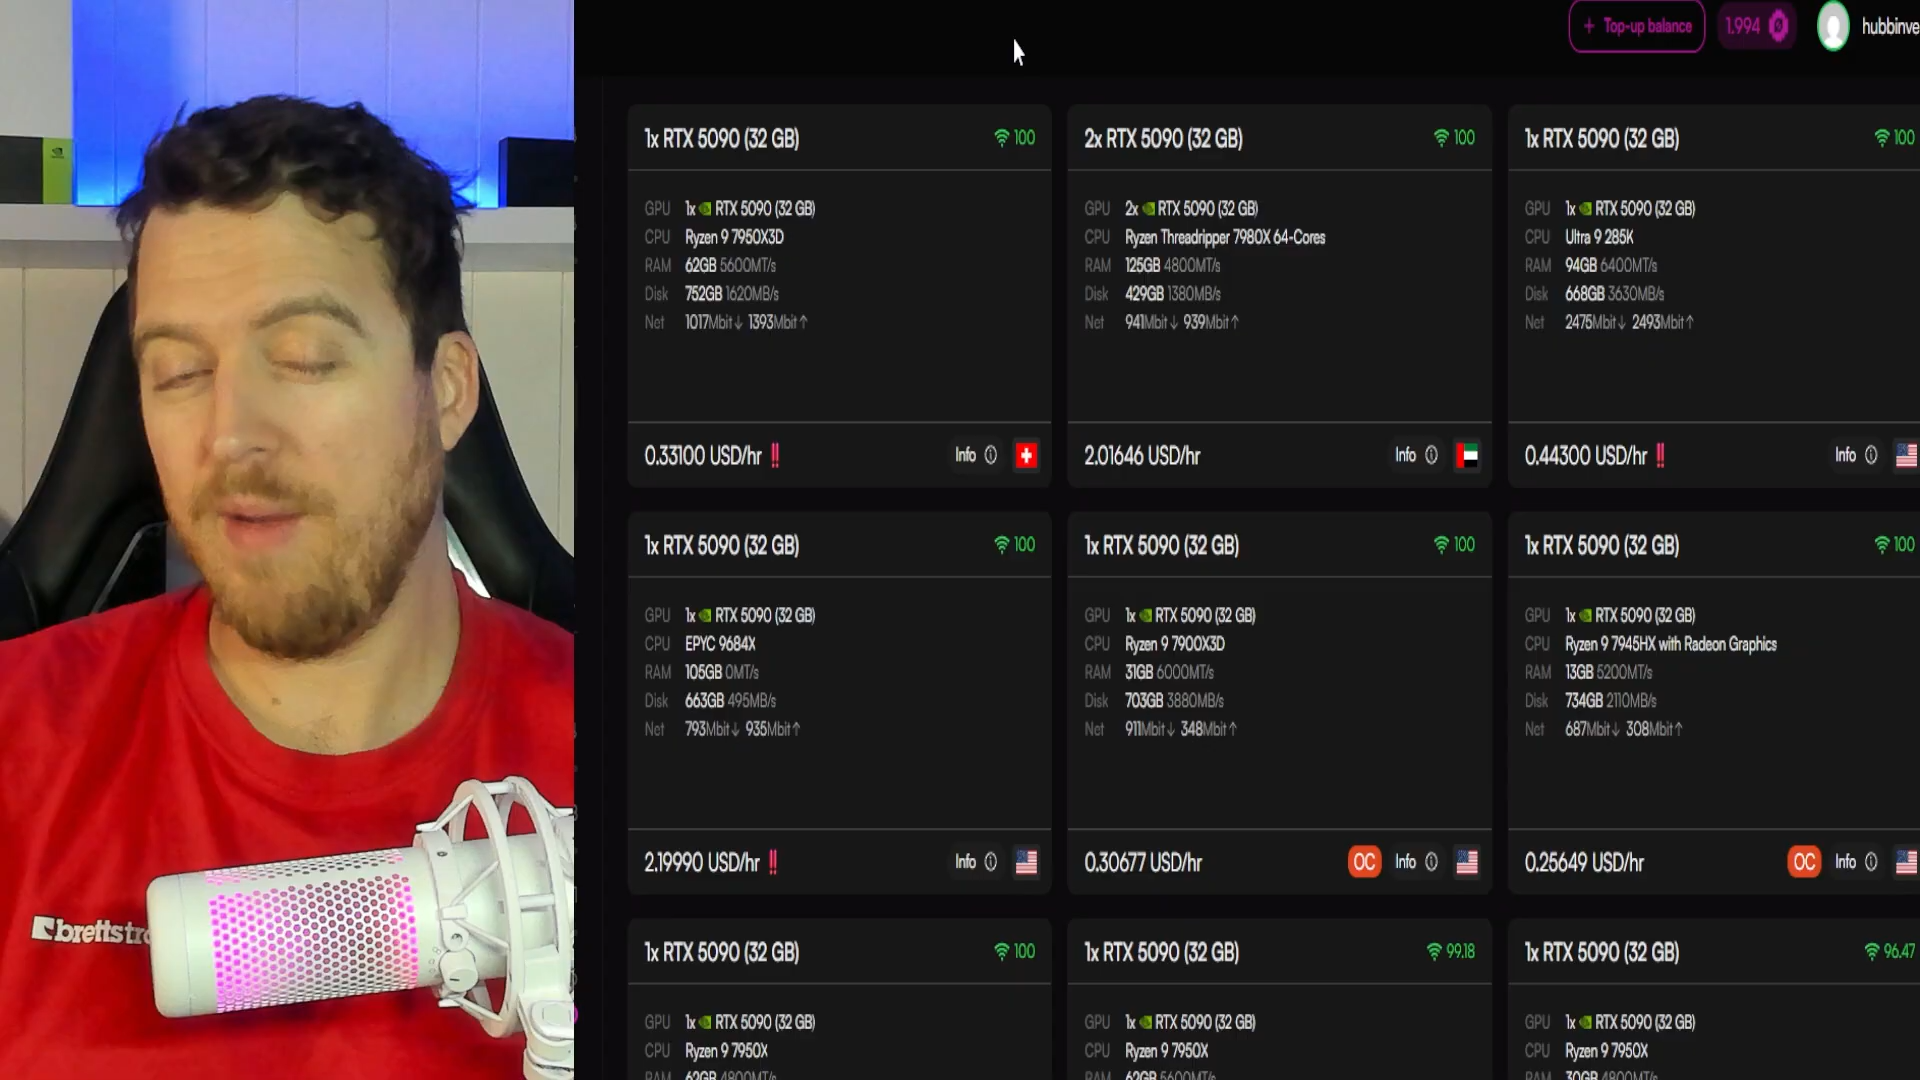 + Top-up balance
1.994
hubbinve
1x RTX 5090 (32 GB)
100
GPU 1x RTX 5090 (32 GB)
CPU Ryzen 9 7950X3D
RAM 62GB 5600MT/s
Disk 752GB 1620MB/s
Net 1017Mbit↓ 1393Mbit↑
0.33100 USD/hr !!
Info
2x RTX 5090 (32 GB)
100
GPU 2x RTX 5090 (32 GB)
CPU Ryzen Threadripper 7980X 64-Cores
RAM 125GB 4800MT/s
Disk 429GB 1380MB/s
Net 941Mbit↓ 939Mbit↑
2.01646 USD/hr
Info
1x RTX 5090 (32 GB)
100
GPU 1x RTX 5090 (32 GB)
CPU Ultra 9 285K
RAM 94GB 6400MT/s
Disk 668GB 3630MB/s
Net 2475Mbit↓ 2493Mbit↑
0.44300 USD/hr !!
Info
1x RTX 5090 (32 GB)
100
GPU 1x RTX 5090 (32 GB)
CPU EPYC 9684X
RAM 105GB 0MT/s
Disk 663GB 495MB/s
Net 793Mbit↓ 935Mbit↑
2.19990 USD/hr !!
Info
1x RTX 5090 (32 GB)
100
GPU 1x RTX 5090 (32 GB)
CPU Ryzen 9 7900X3D
RAM 31GB 6000MT/s
Disk 703GB 3880MB/s
Net 911Mbit↓ 348Mbit↑
0.30677 USD/hr
OC
Info
1x RTX 5090 (32 GB)
100
GPU 1x RTX 5090 (32 GB)
CPU Ryzen 9 7945HX with Radeon Graphics
RAM 13GB 5200MT/s
Disk 734GB 2110MB/s
Net 687Mbit↓ 308Mbit↑
0.25649 USD/hr
OC
Info
1x RTX 5090 (32 GB)
100
GPU 1x RTX 5090 (32 GB)
CPU Ryzen 9 7950X
RAM 62GB 4800MT/s
1x RTX 5090 (32 GB)
99.18
GPU 1x RTX 5090 (32 GB)
CPU Ryzen 9 7950X
RAM 62GB 5600MT/s
1x RTX 5090 (32 GB)
96.47
GPU 1x RTX 5090 (32 GB)
CPU Ryzen 9 7950X
RAM 30GB 4800MT/s
brettstr